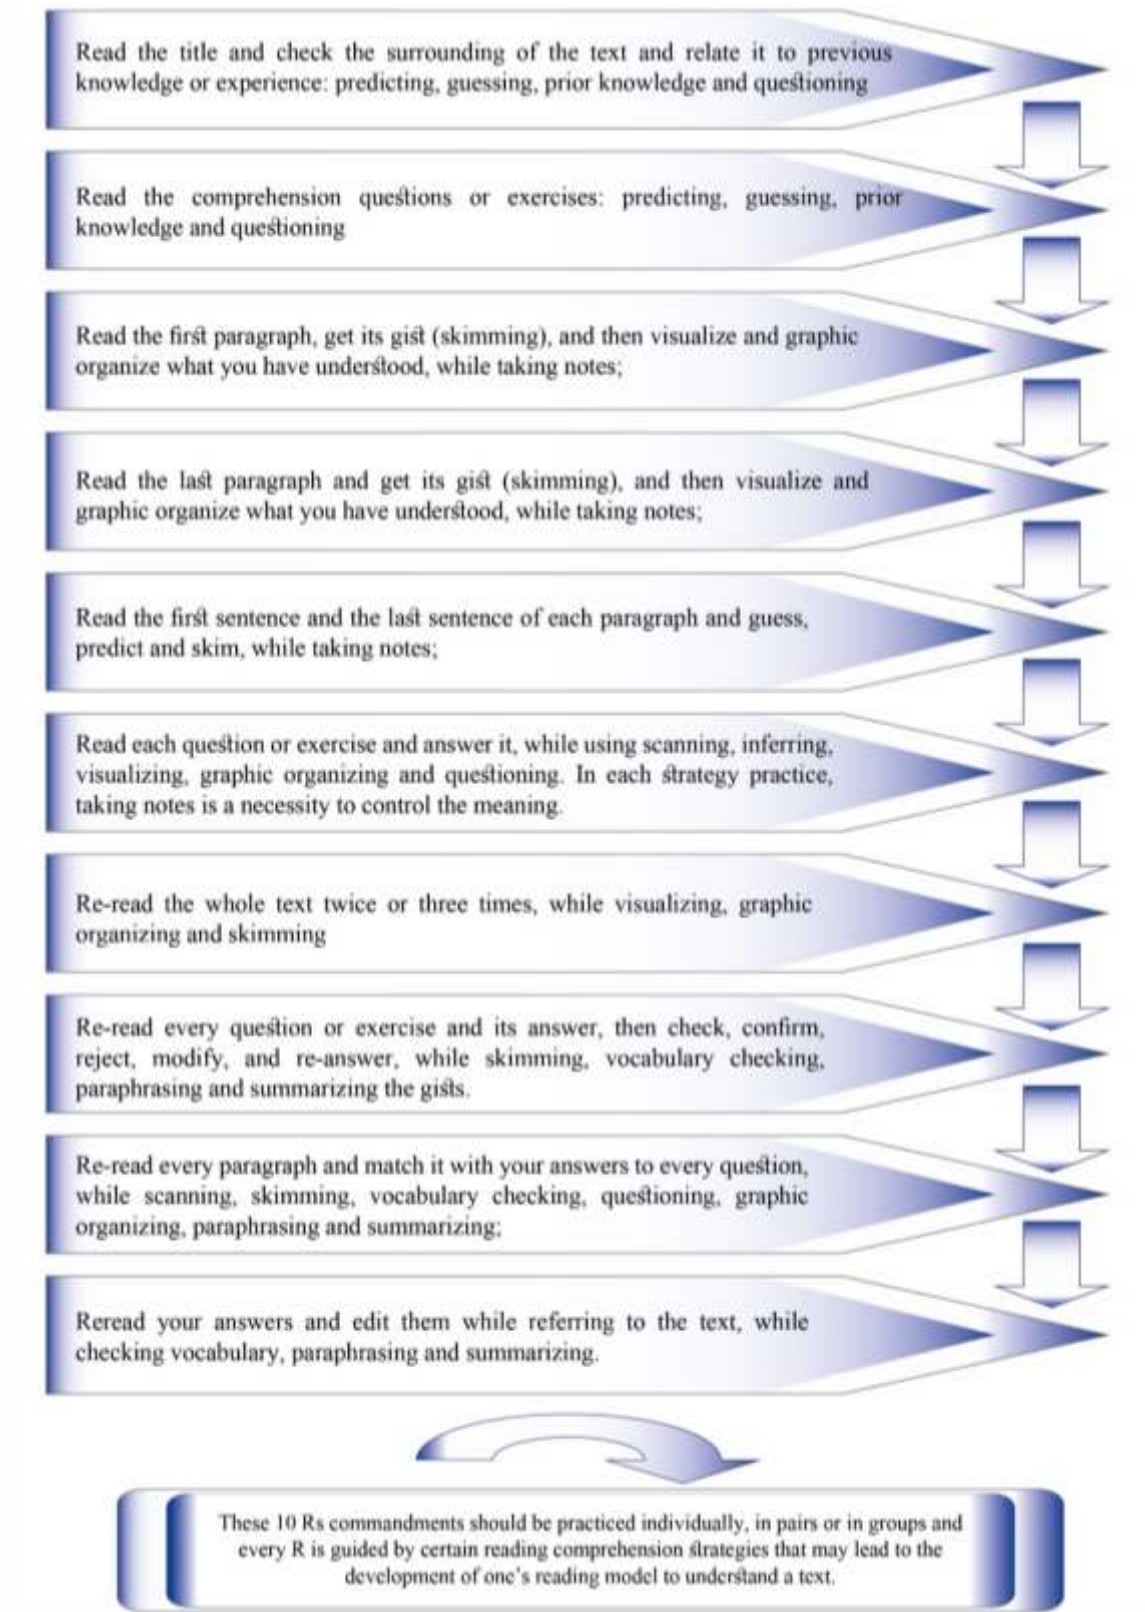 Read the title and check the surrounding of the text and relate it to previous
knowledge or experience: predicting, guessing, prior knowledge and questioning
Read the comprehension questions or exercises: predicting, guessing, prior
knowledge and questioning
Read the first paragraph, get its gist (skimming), and then visualize and graphic
organize what you have understood, while taking notes;
Read the last paragraph and get its gist (skimming), and then visualize and
graphic organize what you have understood, while taking notes;
Read the first sentence and the last sentence of each paragraph and guess,
predict and skim, while taking notes;
Read each question or exercise and answer it, while using scanning, inferring,
visualizing, graphic organizing and questioning. In each strategy practice,
taking notes is a necessity to control the meaning.
Re-read the whole text twice or three times, while visualizing, graphic
organizing and skimming
Re-read every question or exercise and its answer, then check, confirm,
reject, modify, and re-answer, while skimming, vocabulary checking,
paraphrasing and summarizing the gists.
Re-read every paragraph and match it with your answers to every question,
while scanning, skimming, vocabulary checking, questioning, graphic
organizing, paraphrasing and summarizing;
Reread your answers and edit them while referring to the text, while
checking vocabulary, paraphrasing and summarizing.
These 10 Rs commandments should be practiced individually, in pairs or in groups and
every R is guided by certain reading comprehension strategies that may lead to the
development of one's reading model to understand a text.